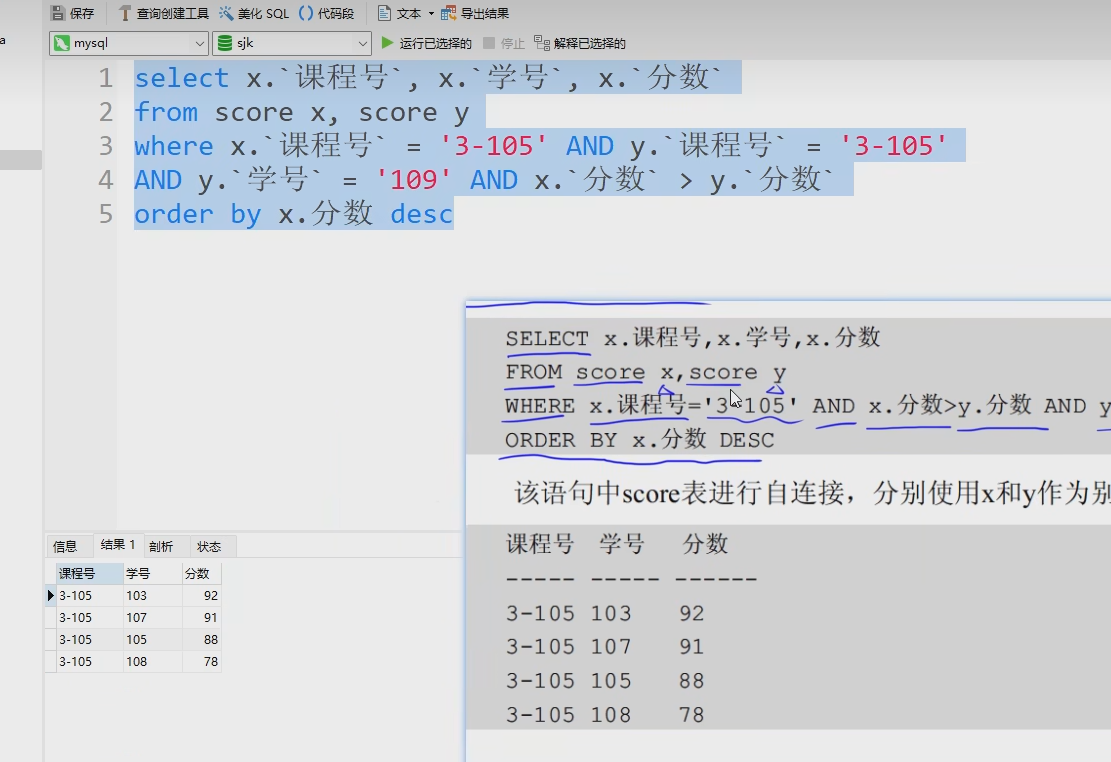 a
保存 查询创建工具 美化 SQL () 代码段 文本 导出结果
mysql sjk 运行已选择的 停止 解释已选择的
1 select x.`课程号`, x.`学号`, x.`分数`
2 from score x, score y
3 where x.`课程号` = '3-105' AND y.`课程号` = '3-105'
4 AND y.`学号` = '109' AND x.`分数` > y.`分数`
5 order by x.分数 desc
SELECT x.课程号,x.学号,x.分数
FROM score x,score y
WHERE x.课程号='3-105' AND x.分数>y.分数 AND y
ORDER BY x.分数 DESC
该语句中score表进行自连接，分别使用x和y作为别
课程号 学号 分数
----- ----- ------
3-105 103 92
3-105 107 91
3-105 105 88
3-105 108 78
信息 结果 1 剖析 状态
课程号 学号 分数
3-105 103 92
3-105 107 91
3-105 105 88
3-105 108 78